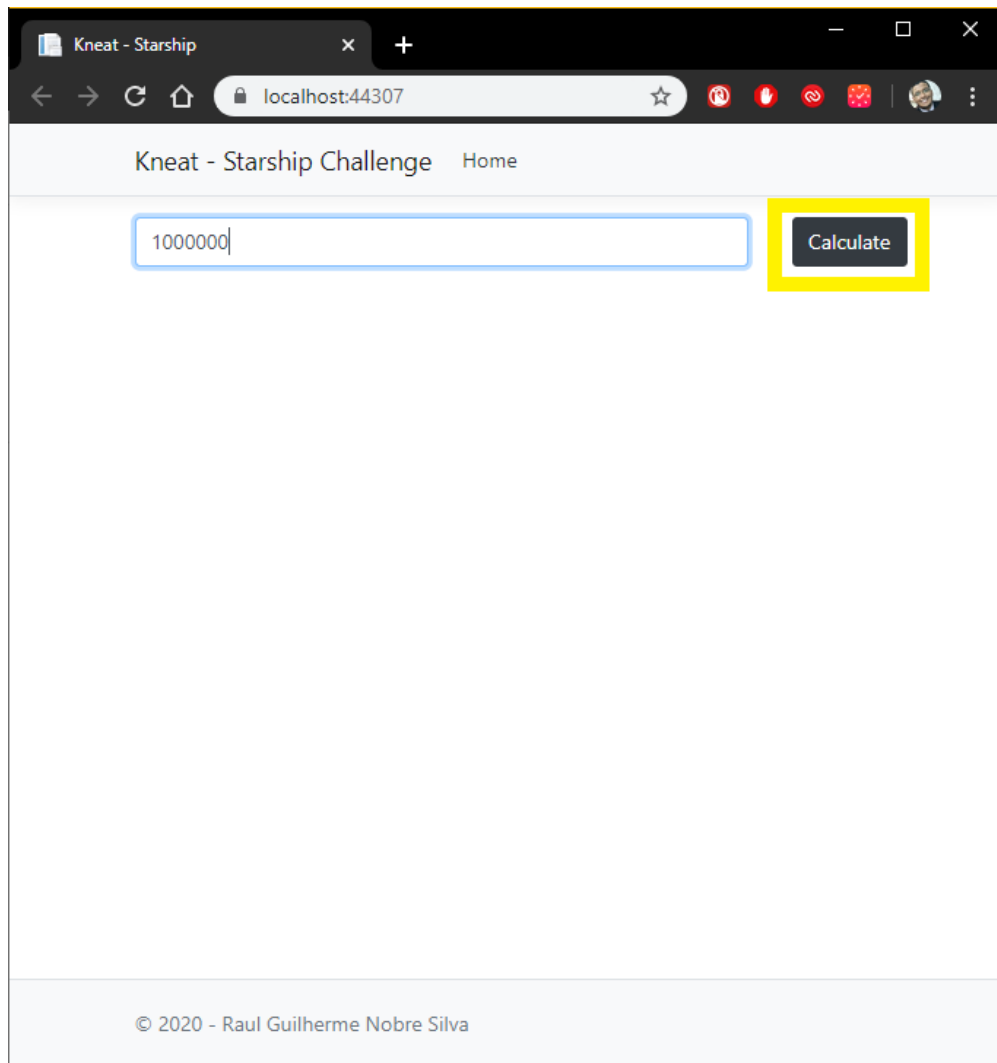 Kneat - Starship
localhost:44307
Kneat - Starship Challenge Home
1000000 Calculate
© 2020 - Raul Guilherme Nobre Silva